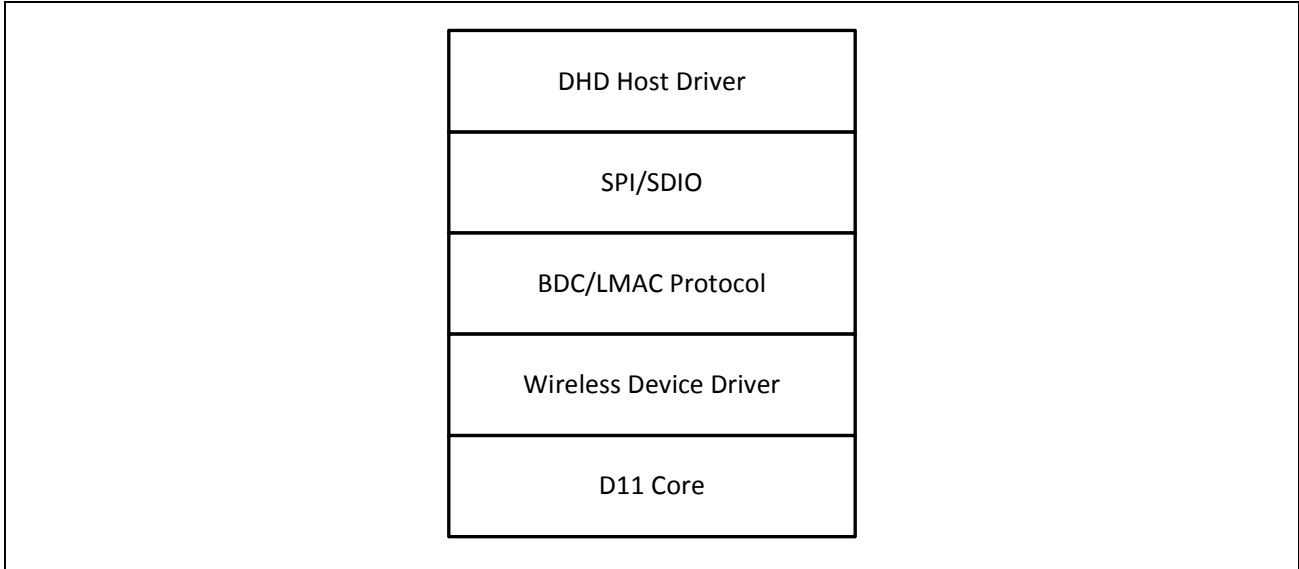 DHD Host Driver
SPI/SDIO
BDC/LMAC Protocol
Wireless Device Driver
D11 Core